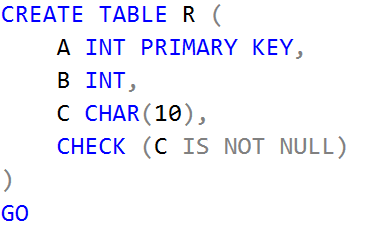 CREATE TABLE R (
    A INT PRIMARY KEY,
    B INT,
    C CHAR(10),
    CHECK (C IS NOT NULL)
)
GO